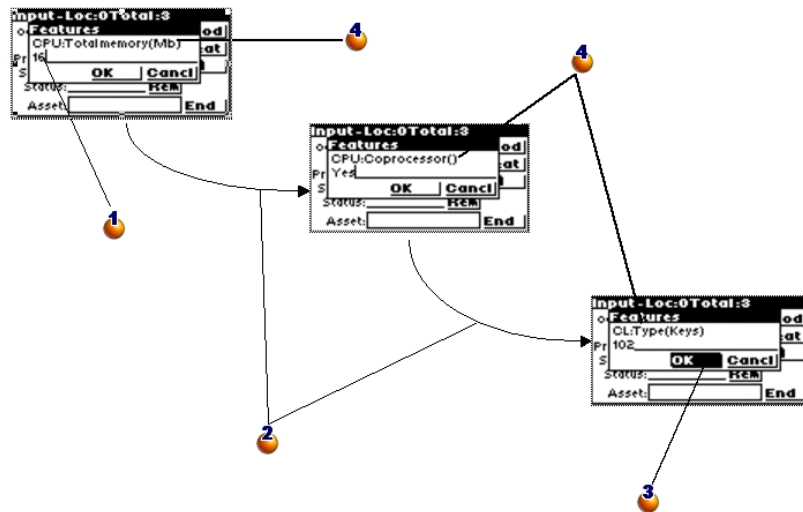 Input-Loc:0Total:3
Features
CPU:Totalmemory(Mb)
16
OK Cancl
Status: Rem
Asset: End
4
4
1
Input-Loc:0Total:3
Features
CPU:Coprocessor()
Yes
OK Cancl
Status: Rem
Asset: End
Input-Loc:0Total:3
Features
CL:Type(Keys)
102
OK Cancl
Status: Rem
Asset: End
2
3